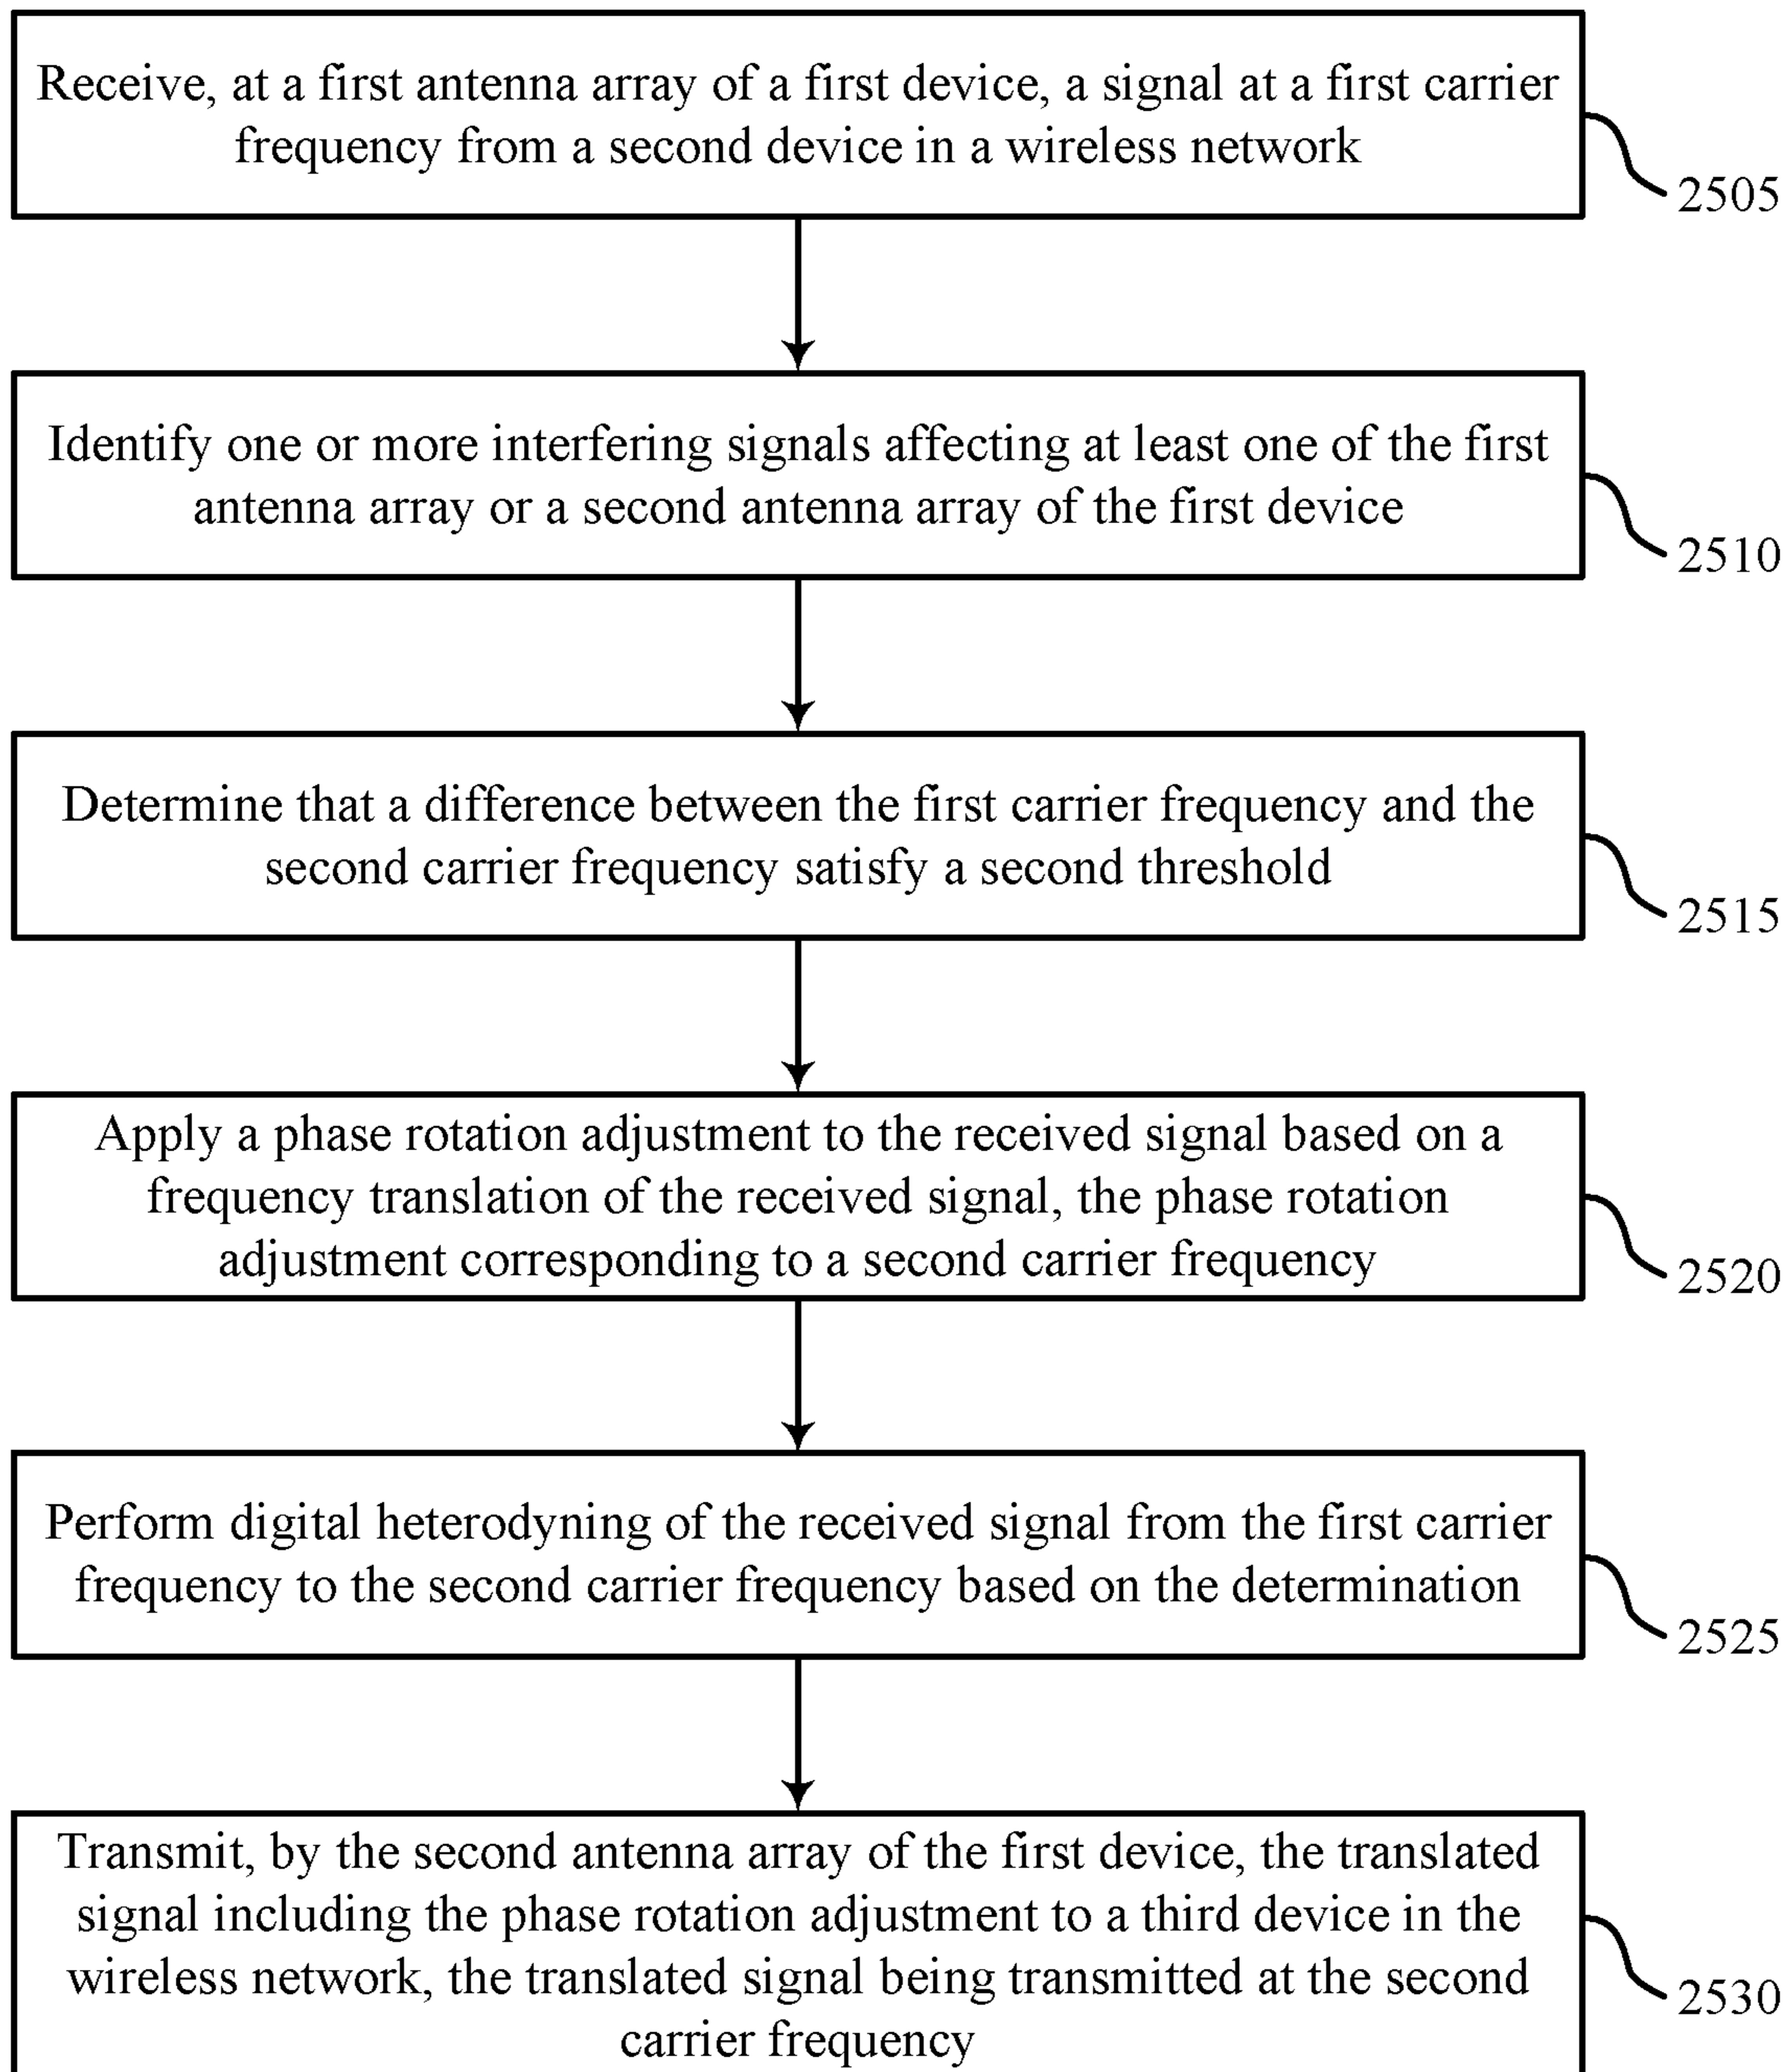 Receive, at a first antenna array of a first device, a signal at a first carrier
frequency from a second device in a wireless network
2505
Identify one or more interfering signals affecting at least one of the first
antenna array or a second antenna array of the first device
2510
Determine that a difference between the first carrier frequency and the
second carrier frequency satisfy a second threshold
2515
Apply a phase rotation adjustment to the received signal based on a
frequency translation of the received signal, the phase rotation
adjustment corresponding to a second carrier frequency
2520
Perform digital heterodyning of the received signal from the first carrier
frequency to the second carrier frequency based on the determination
2525
Transmit, by the second antenna array of the first device, the translated
signal including the phase rotation adjustment to a third device in the
wireless network, the translated signal being transmitted at the second
carrier frequency
2530